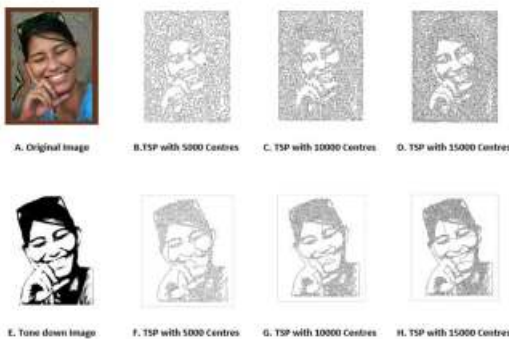 A. Original Image
B.TSP with 5000 Centres
C. TSP with 10000 Centres
D. TSP with 15000 Centres
E. Tone down Image
F. TSP with 5000 Centres
G. TSP with 10000 Centres
H. TSP with 15000 Centres